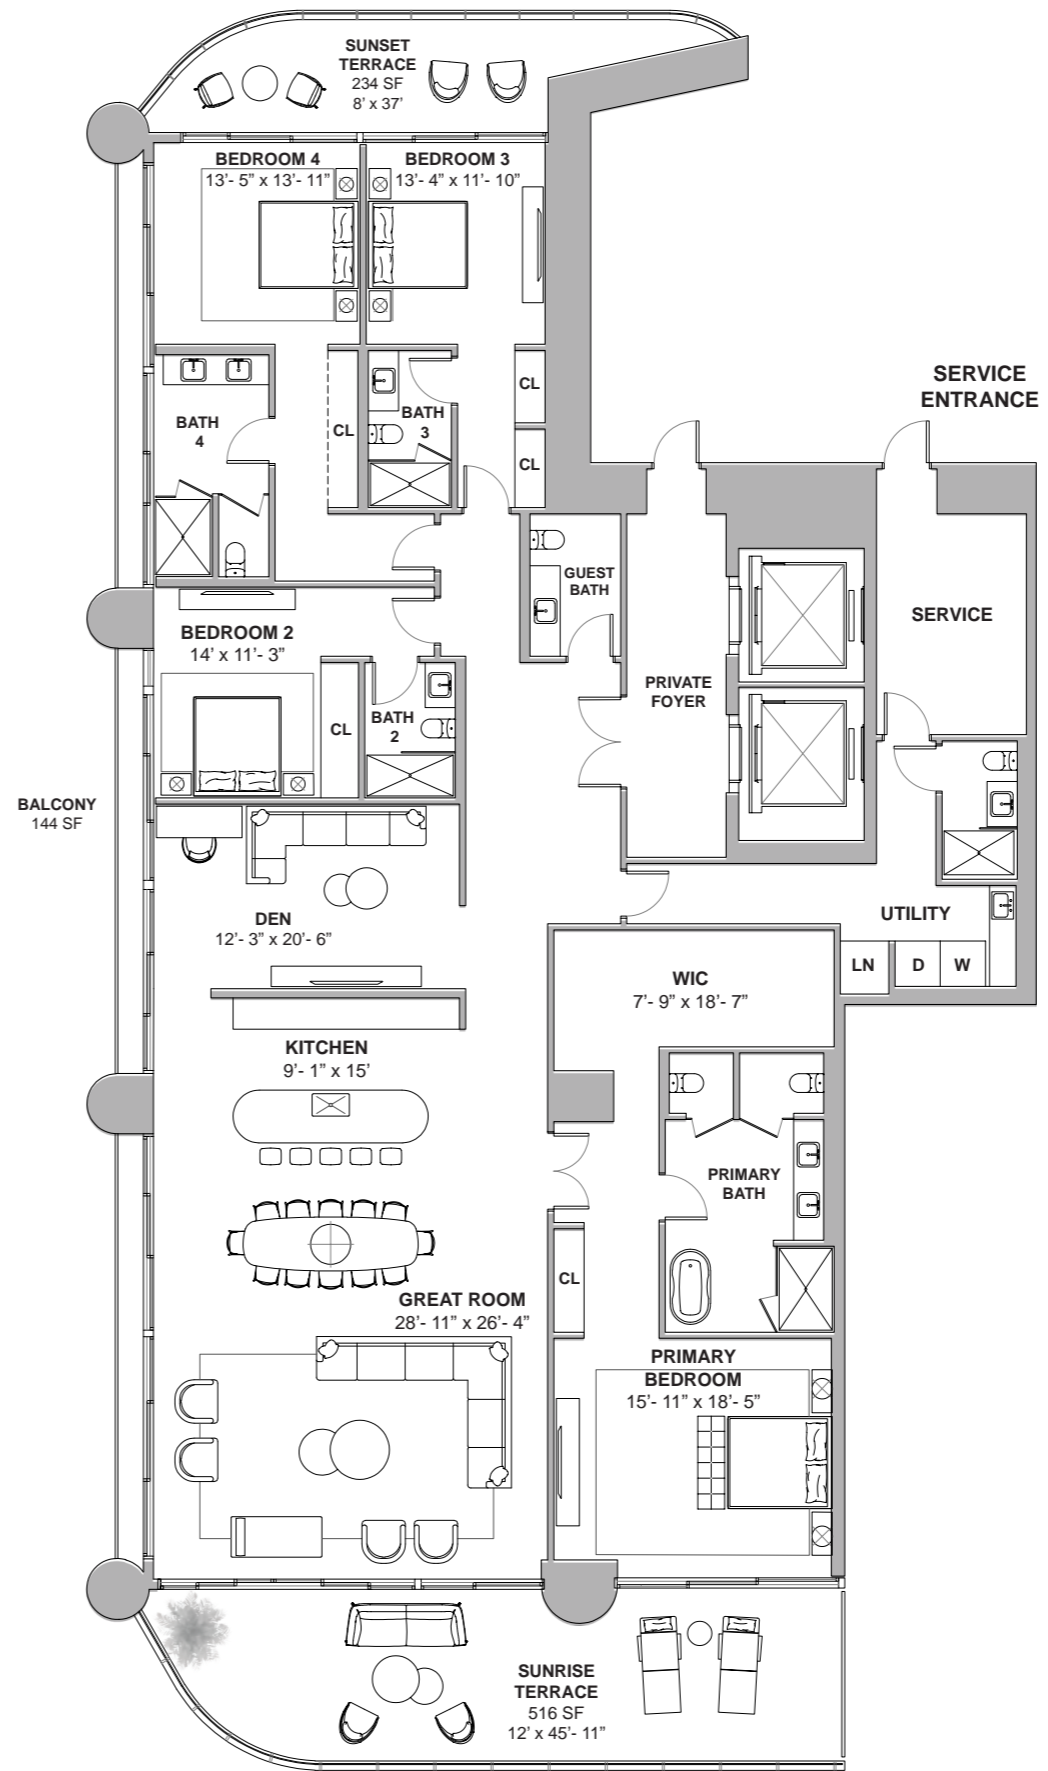 SUNSET
TERRACE
234 SF
8' x 37'
BEDROOM 4
13'- 5” x 13'- 11”
BEDROOM 3
13'- 4” x 11'- 10”
SERVICE
ENTRANCE
CL
BATH
4
CL
BATH
3
CL
GUEST
BATH
SERVICE
BEDROOM 2
14' x 11'- 3”
PRIVATE
FOYER
CL
BATH
2
BALCONY
144 SF
DEN
12'- 3” x 20'- 6”
UTILITY
LN
D
W
WIC
7'- 9” x 18'- 7”
KITCHEN
9'- 1” x 15'
PRIMARY
BATH
CL
GREAT ROOM
28'- 11” x 26'- 4”
PRIMARY
BEDROOM
15'- 11” x 18'- 5”
SUNRISE
TERRACE
516 SF
12' x 45'- 11”